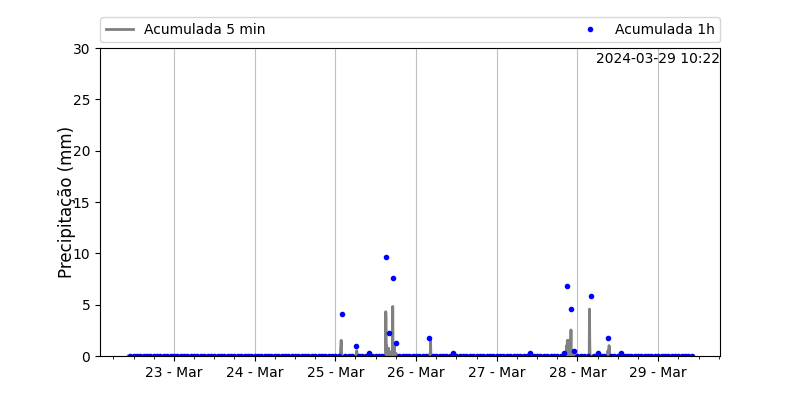 Acumulada 5 min
Acumulada 1h
2024-03-29 10:22
Precipitação (mm)
30
25
20
15
10
5
0
23 - Mar
24 - Mar
25 - Mar
26 - Mar
27 - Mar
28 - Mar
29 - Mar